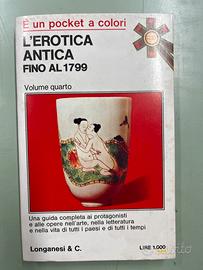 È un pocket a colori
L'EROTICA
ANTICA
FINO AL 1799
Volume quarto
Una guida completa ai protagonisti
e alle opere nell'arte, nella letteratura
e nella vita di tutti i paesi e di tutti i tempi
Longanesi & C.
LIRE 1.000
subito